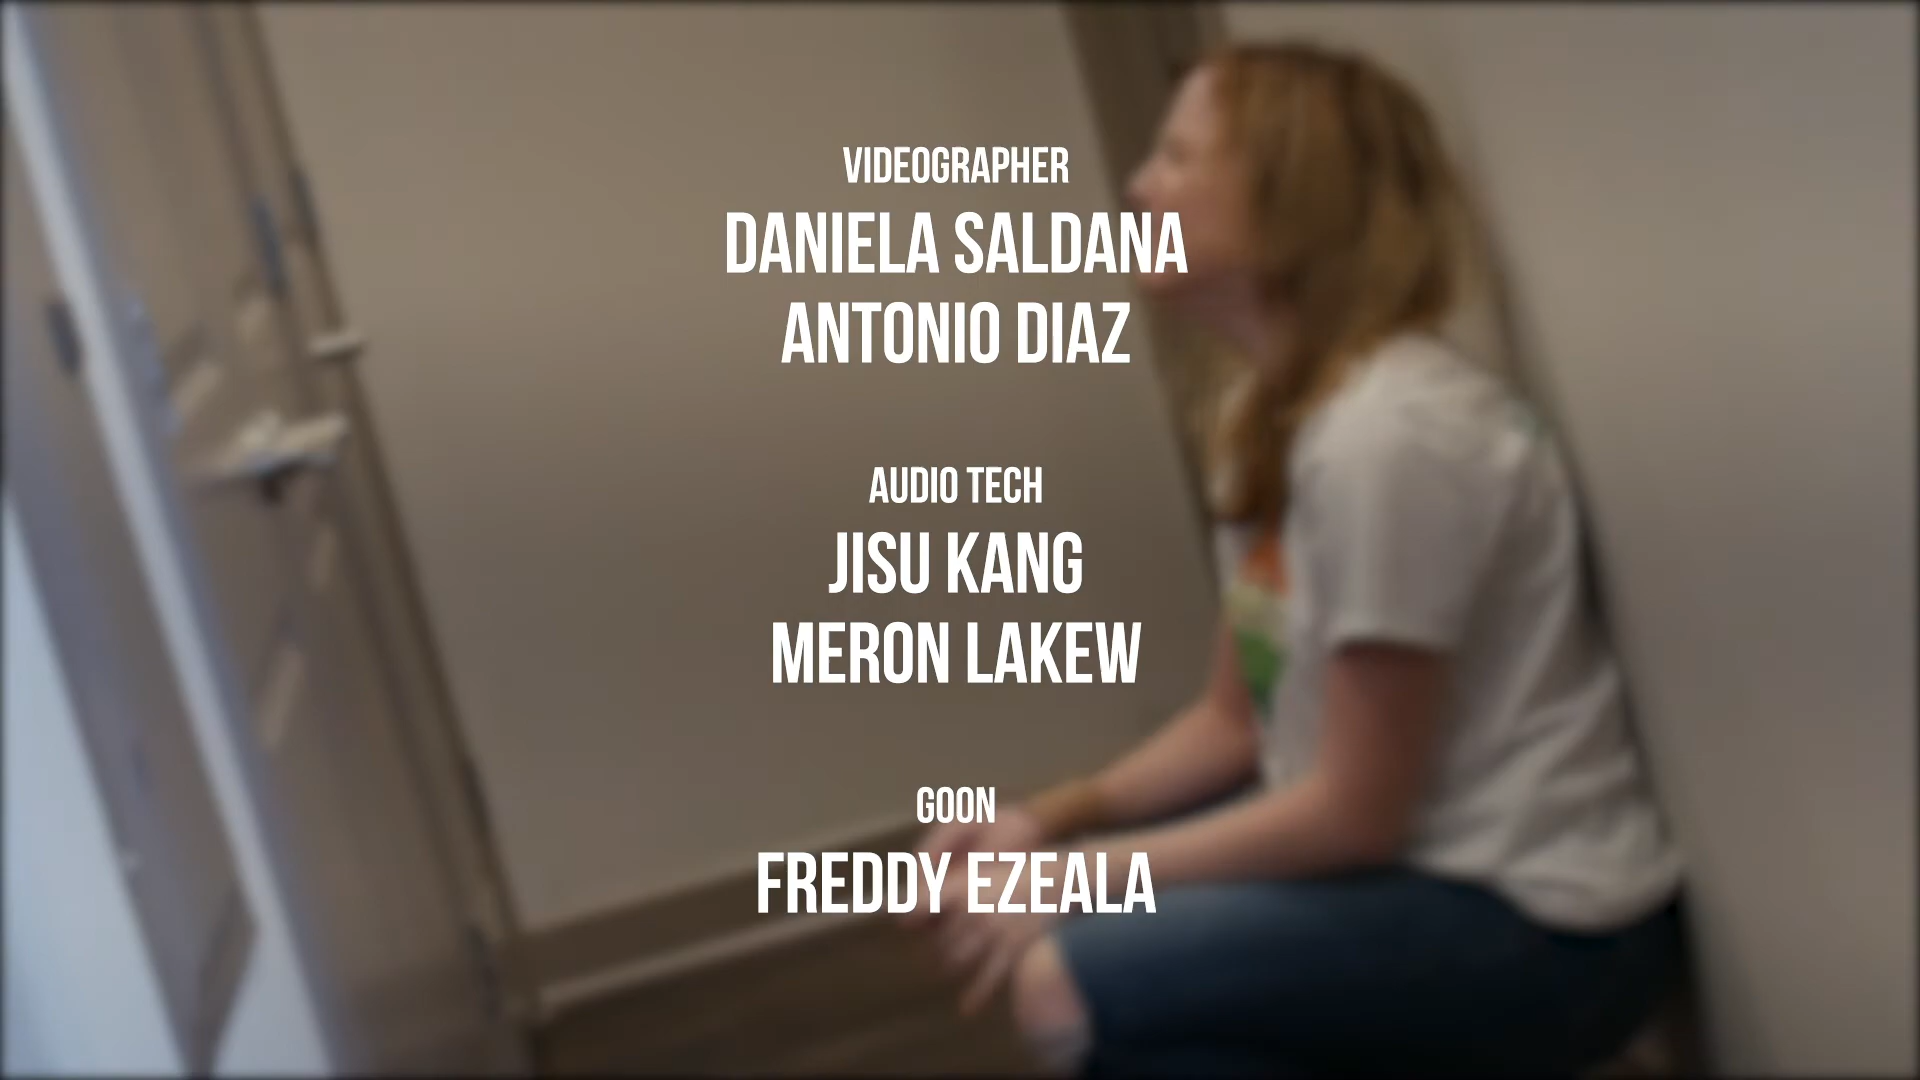 VIDEOGRAPHER
DANIELA SALDANA
ANTONIO DIAZ
AUDIO TECH
JISU KANG
MERON LAKEW
GOON
FREDDY EZEALA